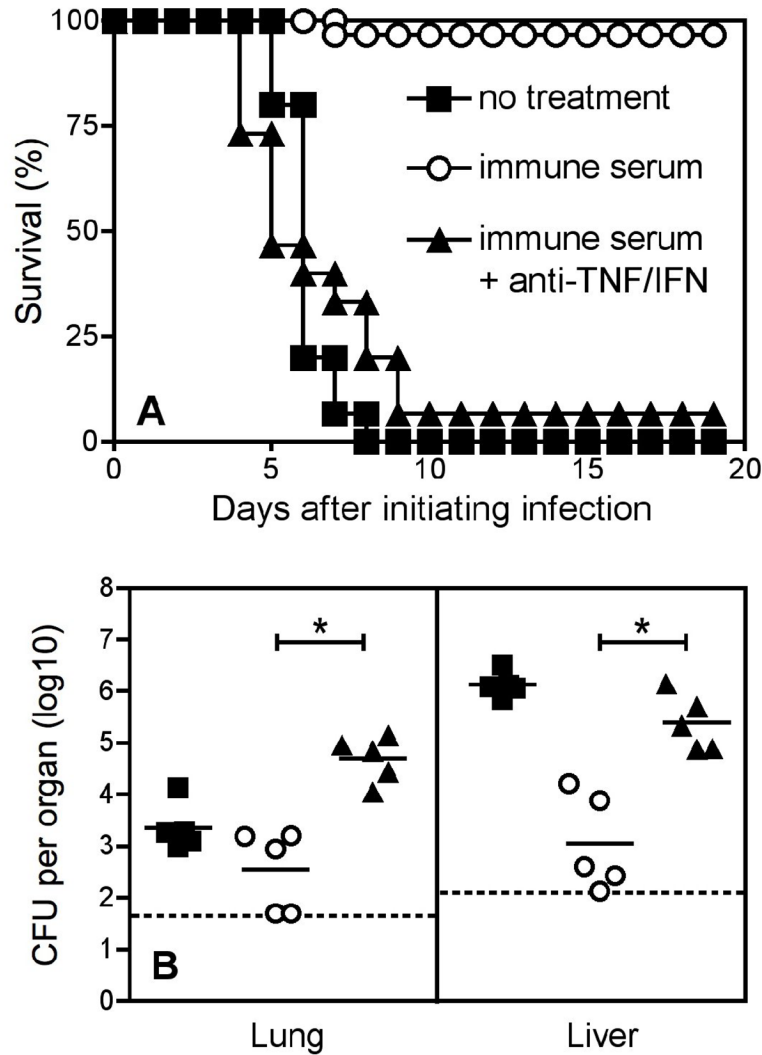 100
75
50
25
0
Survival (%)
no treatment
immune serum
immune serum
+ anti-TNF/IFN
A
0 5 10 15 20
Days after initiating infection
8
7
6
5
4
3
2
1
0
CFU per organ (log10)
* *
B
Lung Liver